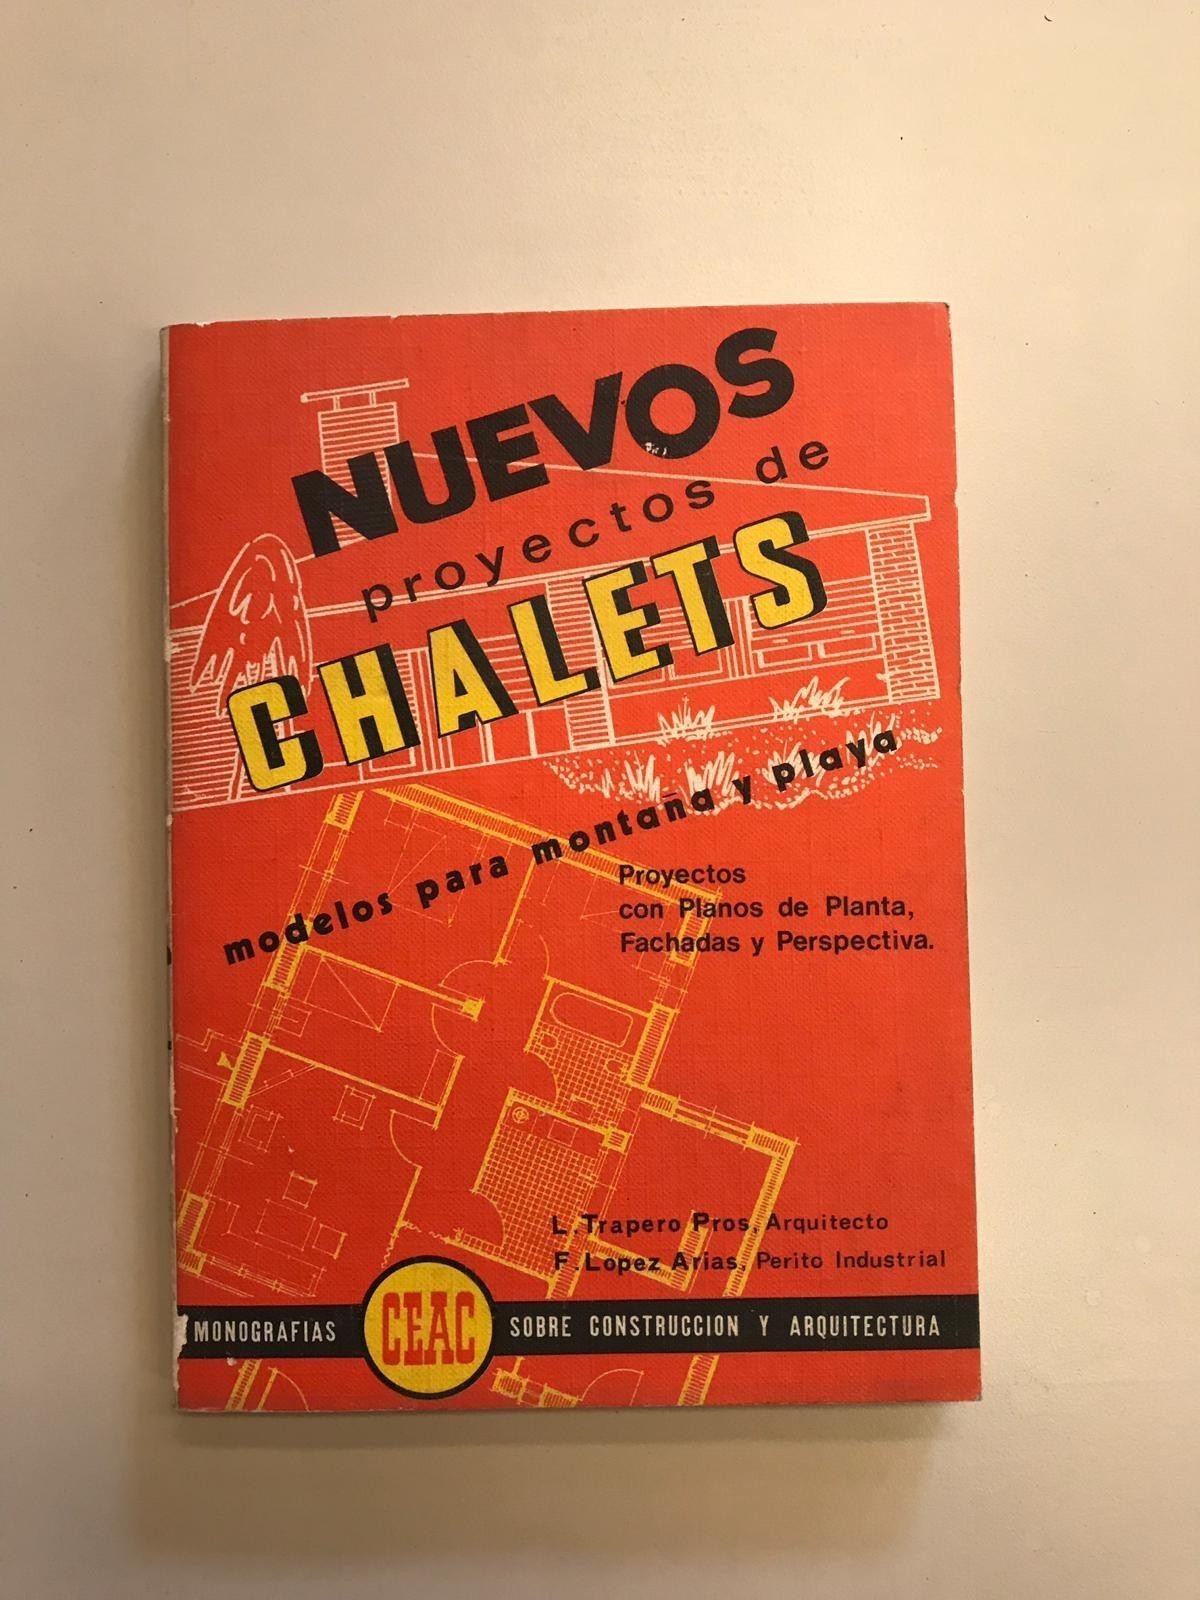 NUEVOS
proyectos de
CHALETS
modelos para montaña y playa
Proyectos
con Planos de Planta,
Fachadas y Perspectiva.
L. Trapero Pros, Arquitecto
F. Lopez Arias, Perito Industrial
MONOGRAFIAS CEAC SOBRE CONSTRUCCION Y ARQUITECTURA